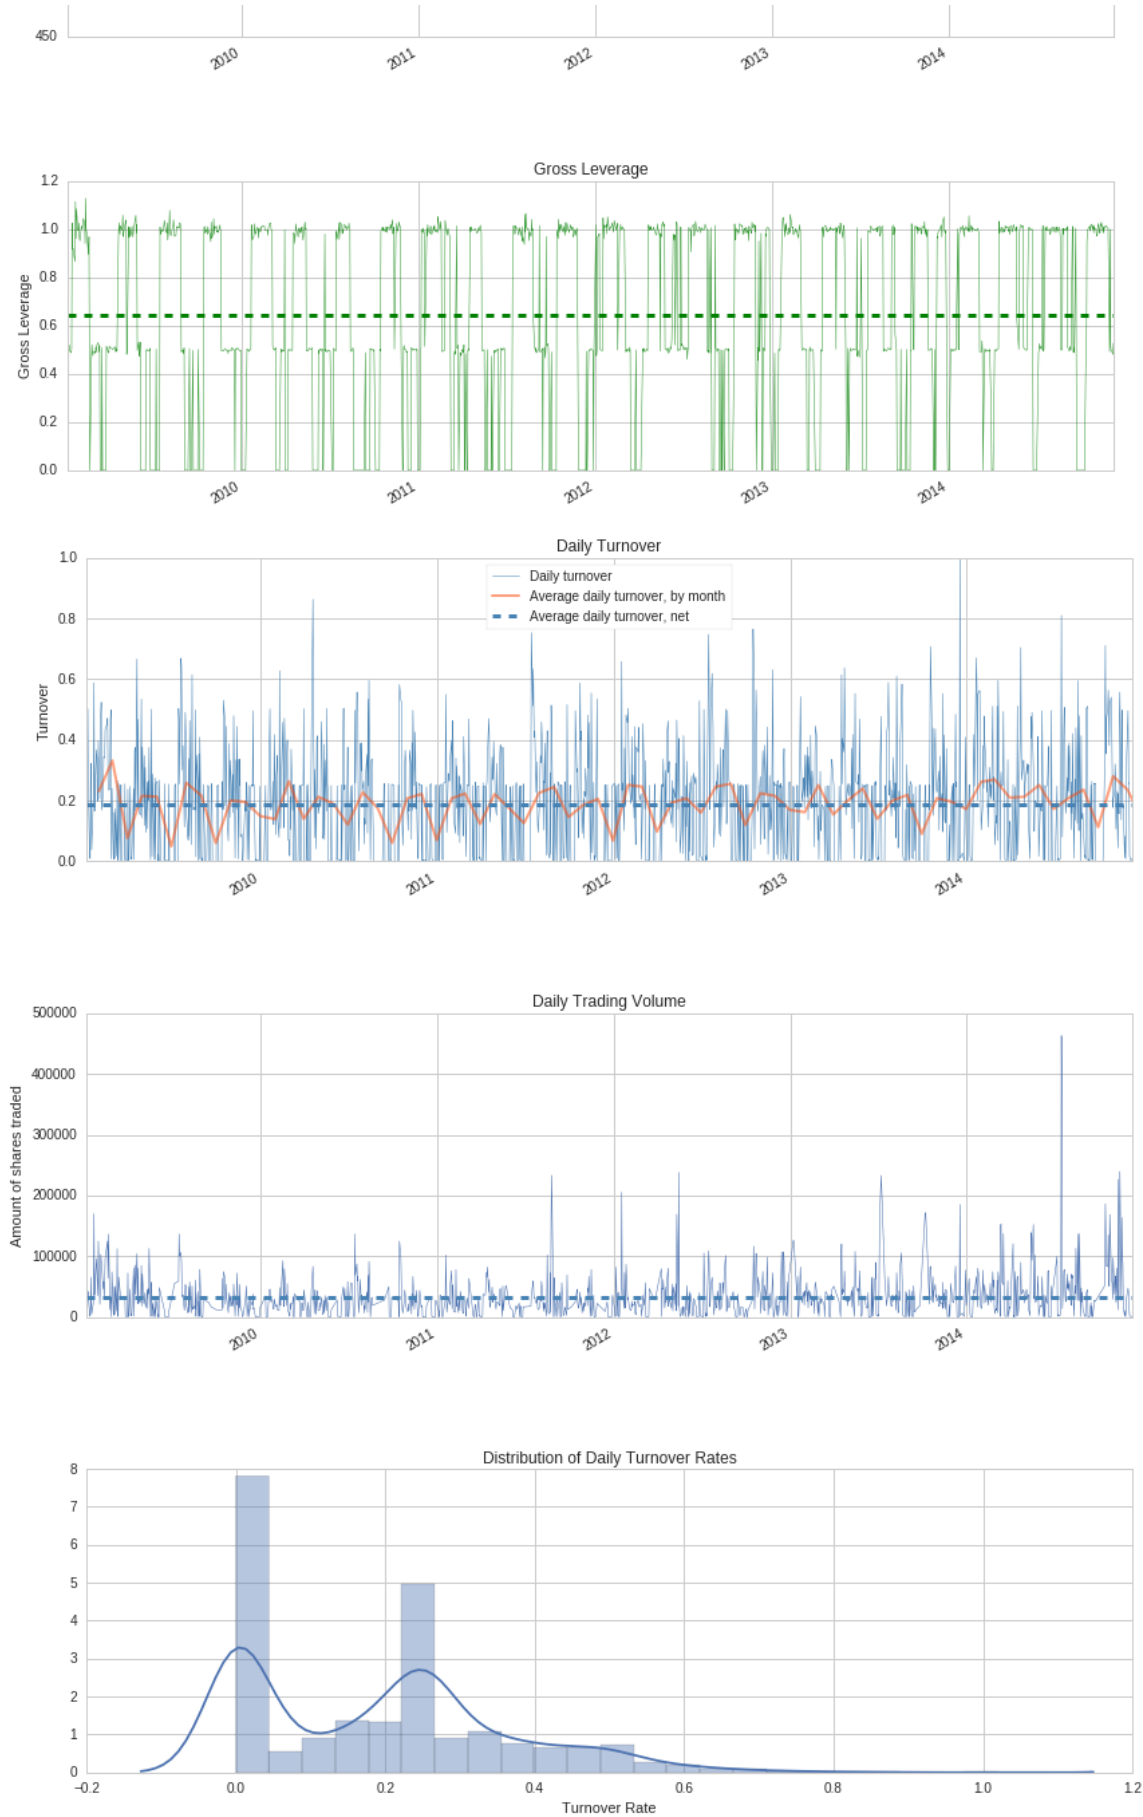 450
2010 2011 2012 2013 2014
Gross Leverage
Gross Leverage
1.2
1.0
0.8
0.6
0.4
0.2
0.0
2010 2011 2012 2013 2014
Daily Turnover
Turnover
1.0
0.8
0.6
0.4
0.2
0.0
Daily turnover
Average daily turnover, by month
Average daily turnover, net
2010 2011 2012 2013 2014
Daily Trading Volume
Amount of shares traded
500000
400000
300000
200000
100000
0
2010 2011 2012 2013 2014
Distribution of Daily Turnover Rates
8
7
6
5
4
3
2
1
0
−0.2 0.0 0.2 0.4 0.6 0.8 1.0 1.2
Turnover Rate